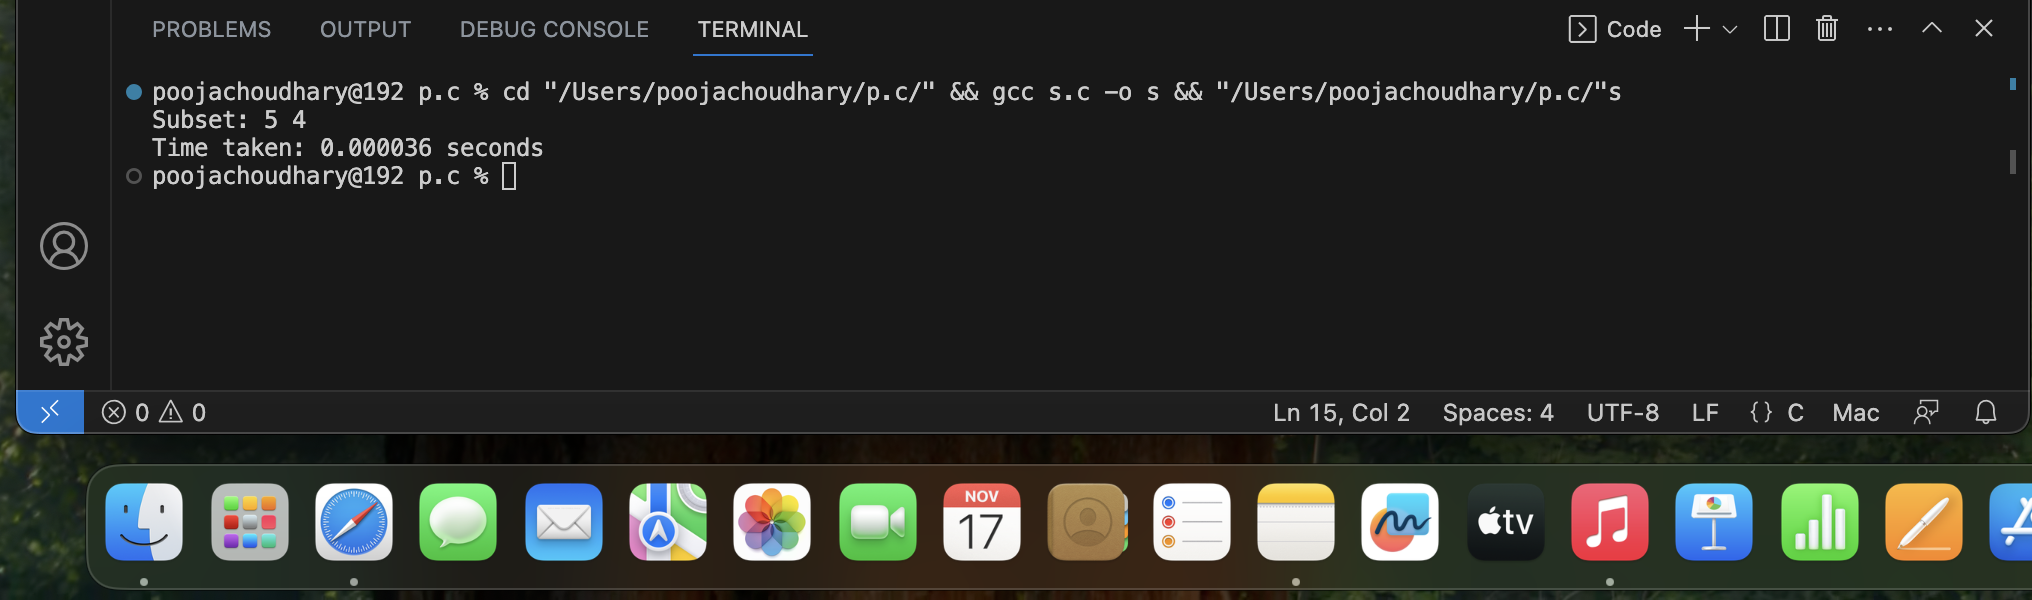 PROBLEMS OUTPUT DEBUG CONSOLE TERMINAL Code
poojachoudhary@192 p.c % cd "/Users/poojachoudhary/p.c/" && gcc s.c -o s && "/Users/poojachoudhary/p.c/"s
Subset: 5 4
Time taken: 0.000036 seconds
poojachoudhary@192 p.c %
0 0 Ln 15, Col 2 Spaces: 4 UTF-8 LF {} C Mac
NOV
17
tv